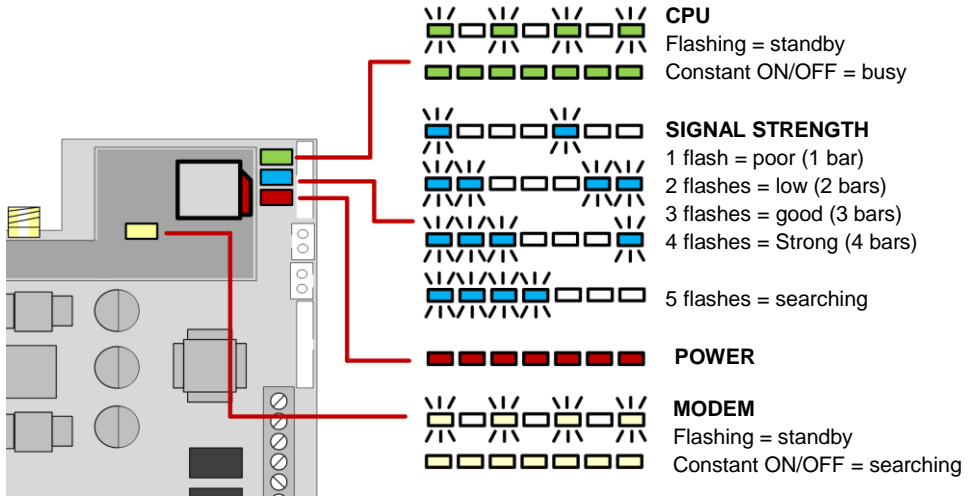 CPU
Flashing = standby
Constant ON/OFF = busy
SIGNAL STRENGTH
1 flash = poor (1 bar)
2 flashes = low (2 bars)
3 flashes = good (3 bars)
4 flashes = Strong (4 bars)
5 flashes = searching
POWER
MODEM
Flashing = standby
Constant ON/OFF = searching